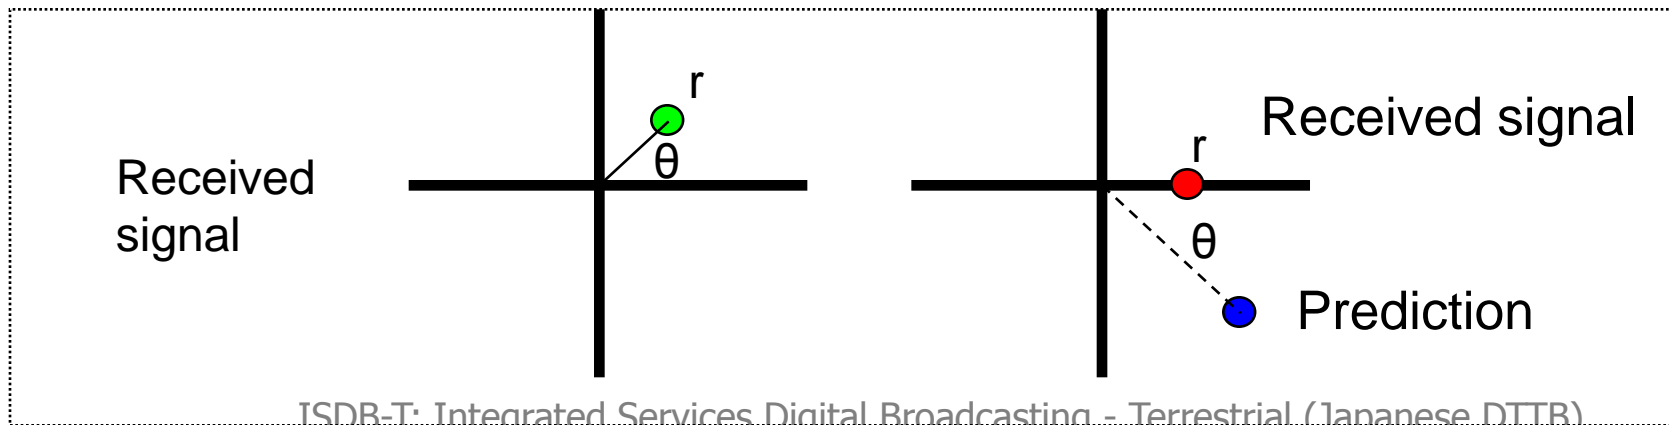 Received
signal
r
θ
Received signal
r
θ
Prediction
ISDB-T: Integrated Services Digital Broadcasting - Terrestrial (Japanese DTTB)